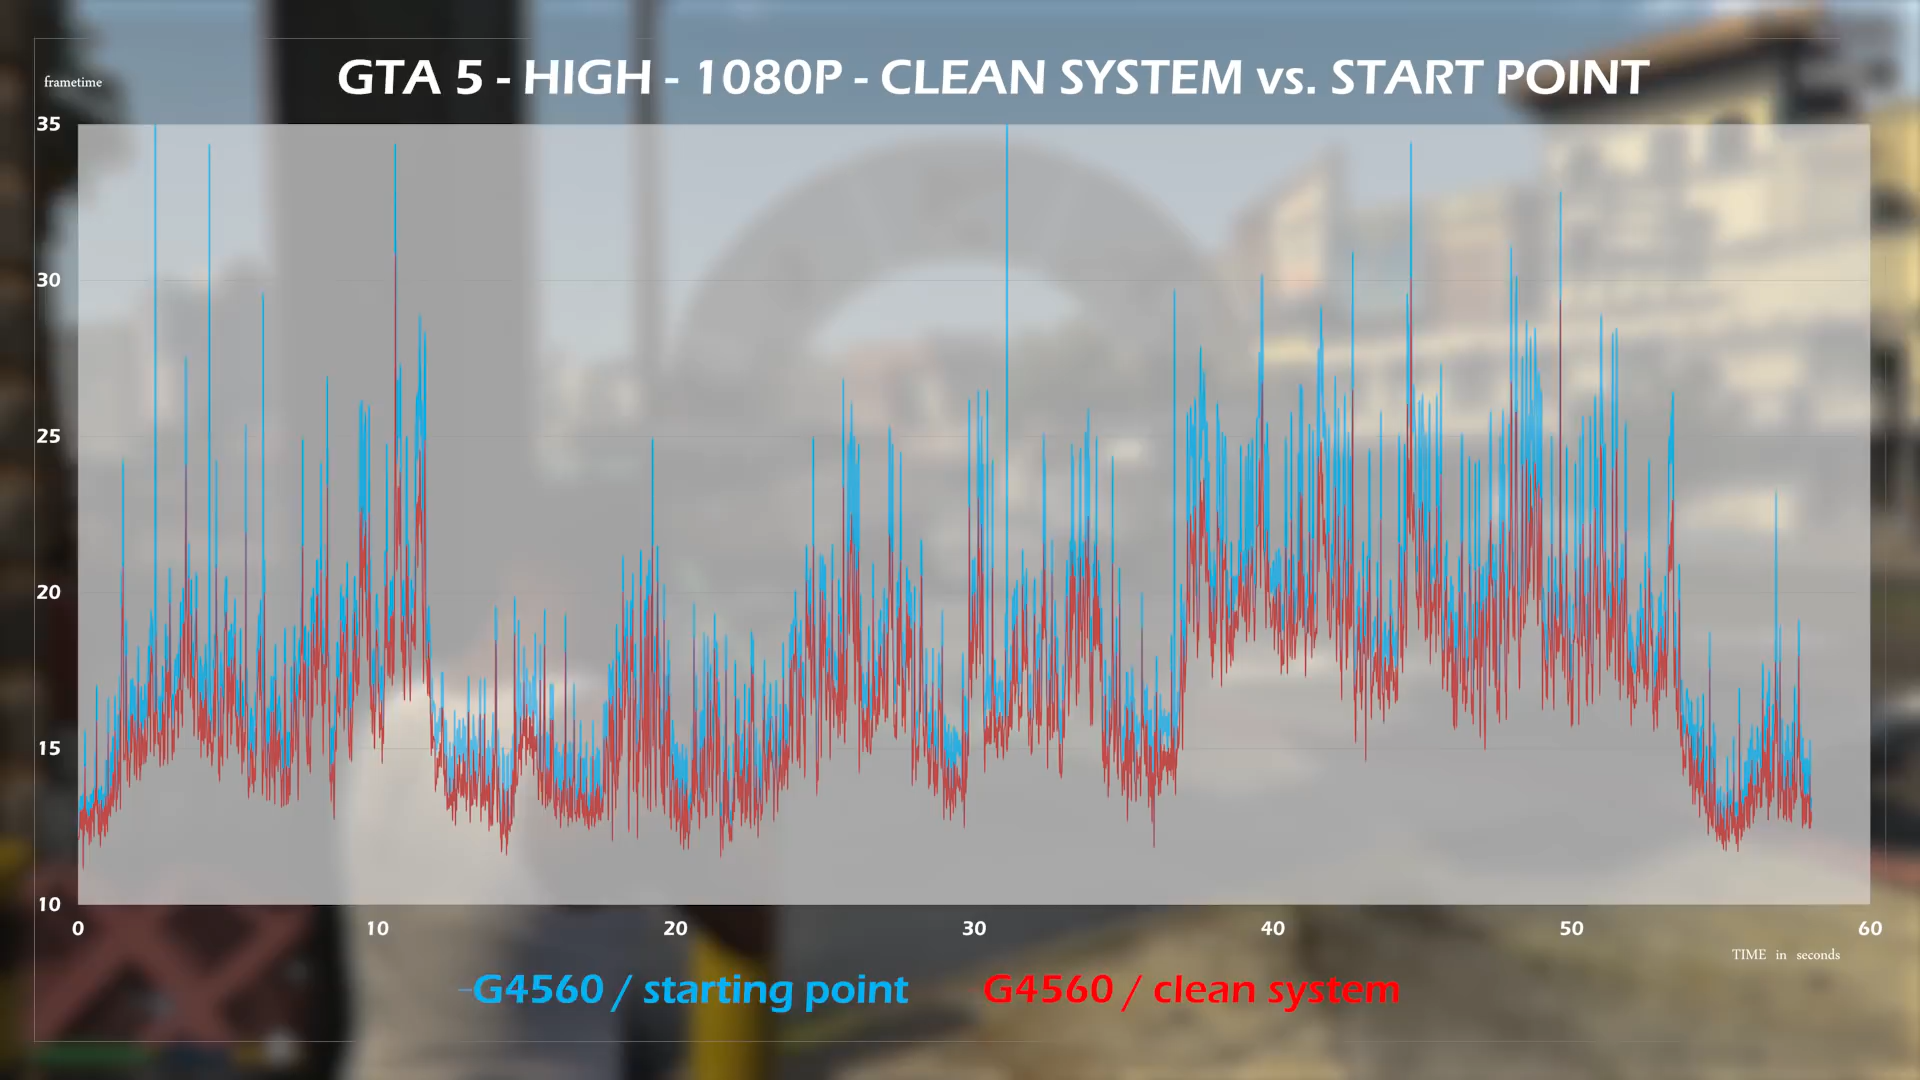 GTA 5 - HIGH - 1080P - CLEAN SYSTEM vs. START POINT
frametime
35
30
25
20
15
10
0 10 20 30 40 50 60
TIME in seconds
G4560 / starting point G4560 / clean system